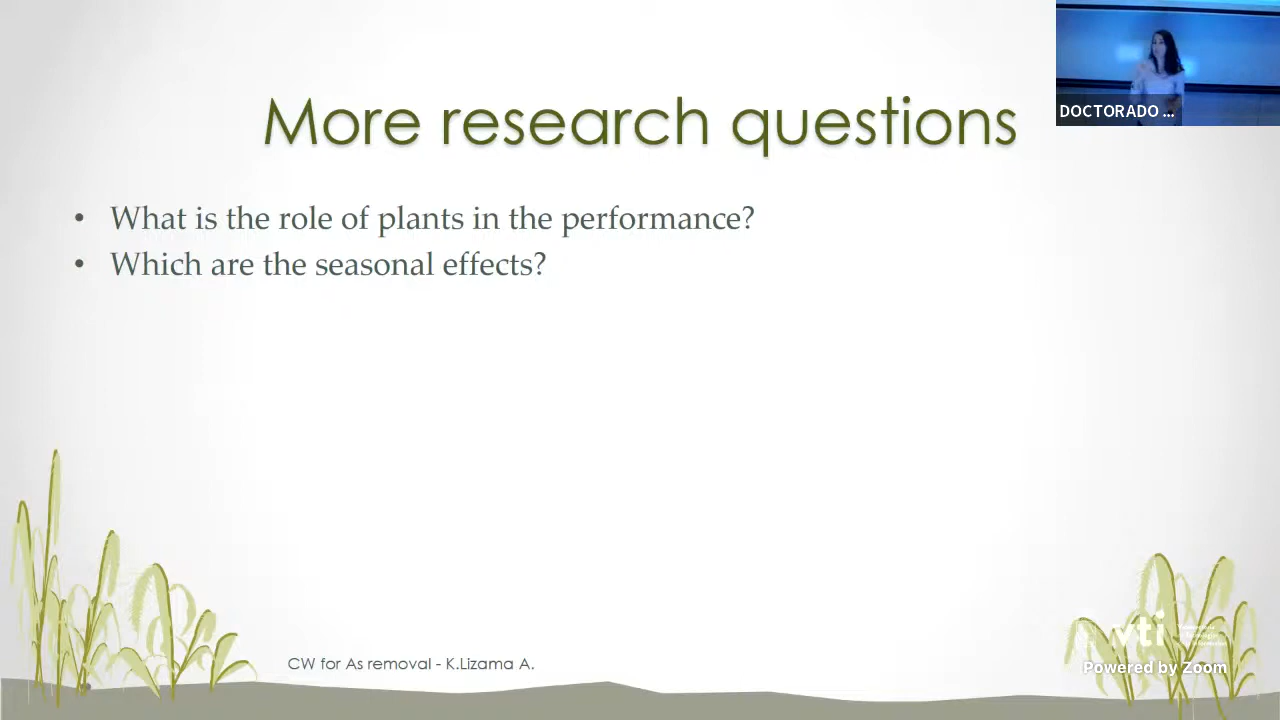 DOCTORADO ...
More research questions
• What is the role of plants in the performance?
• Which are the seasonal effects?
CW for As removal - K.Lizama A.
vti
Powered by Zoom